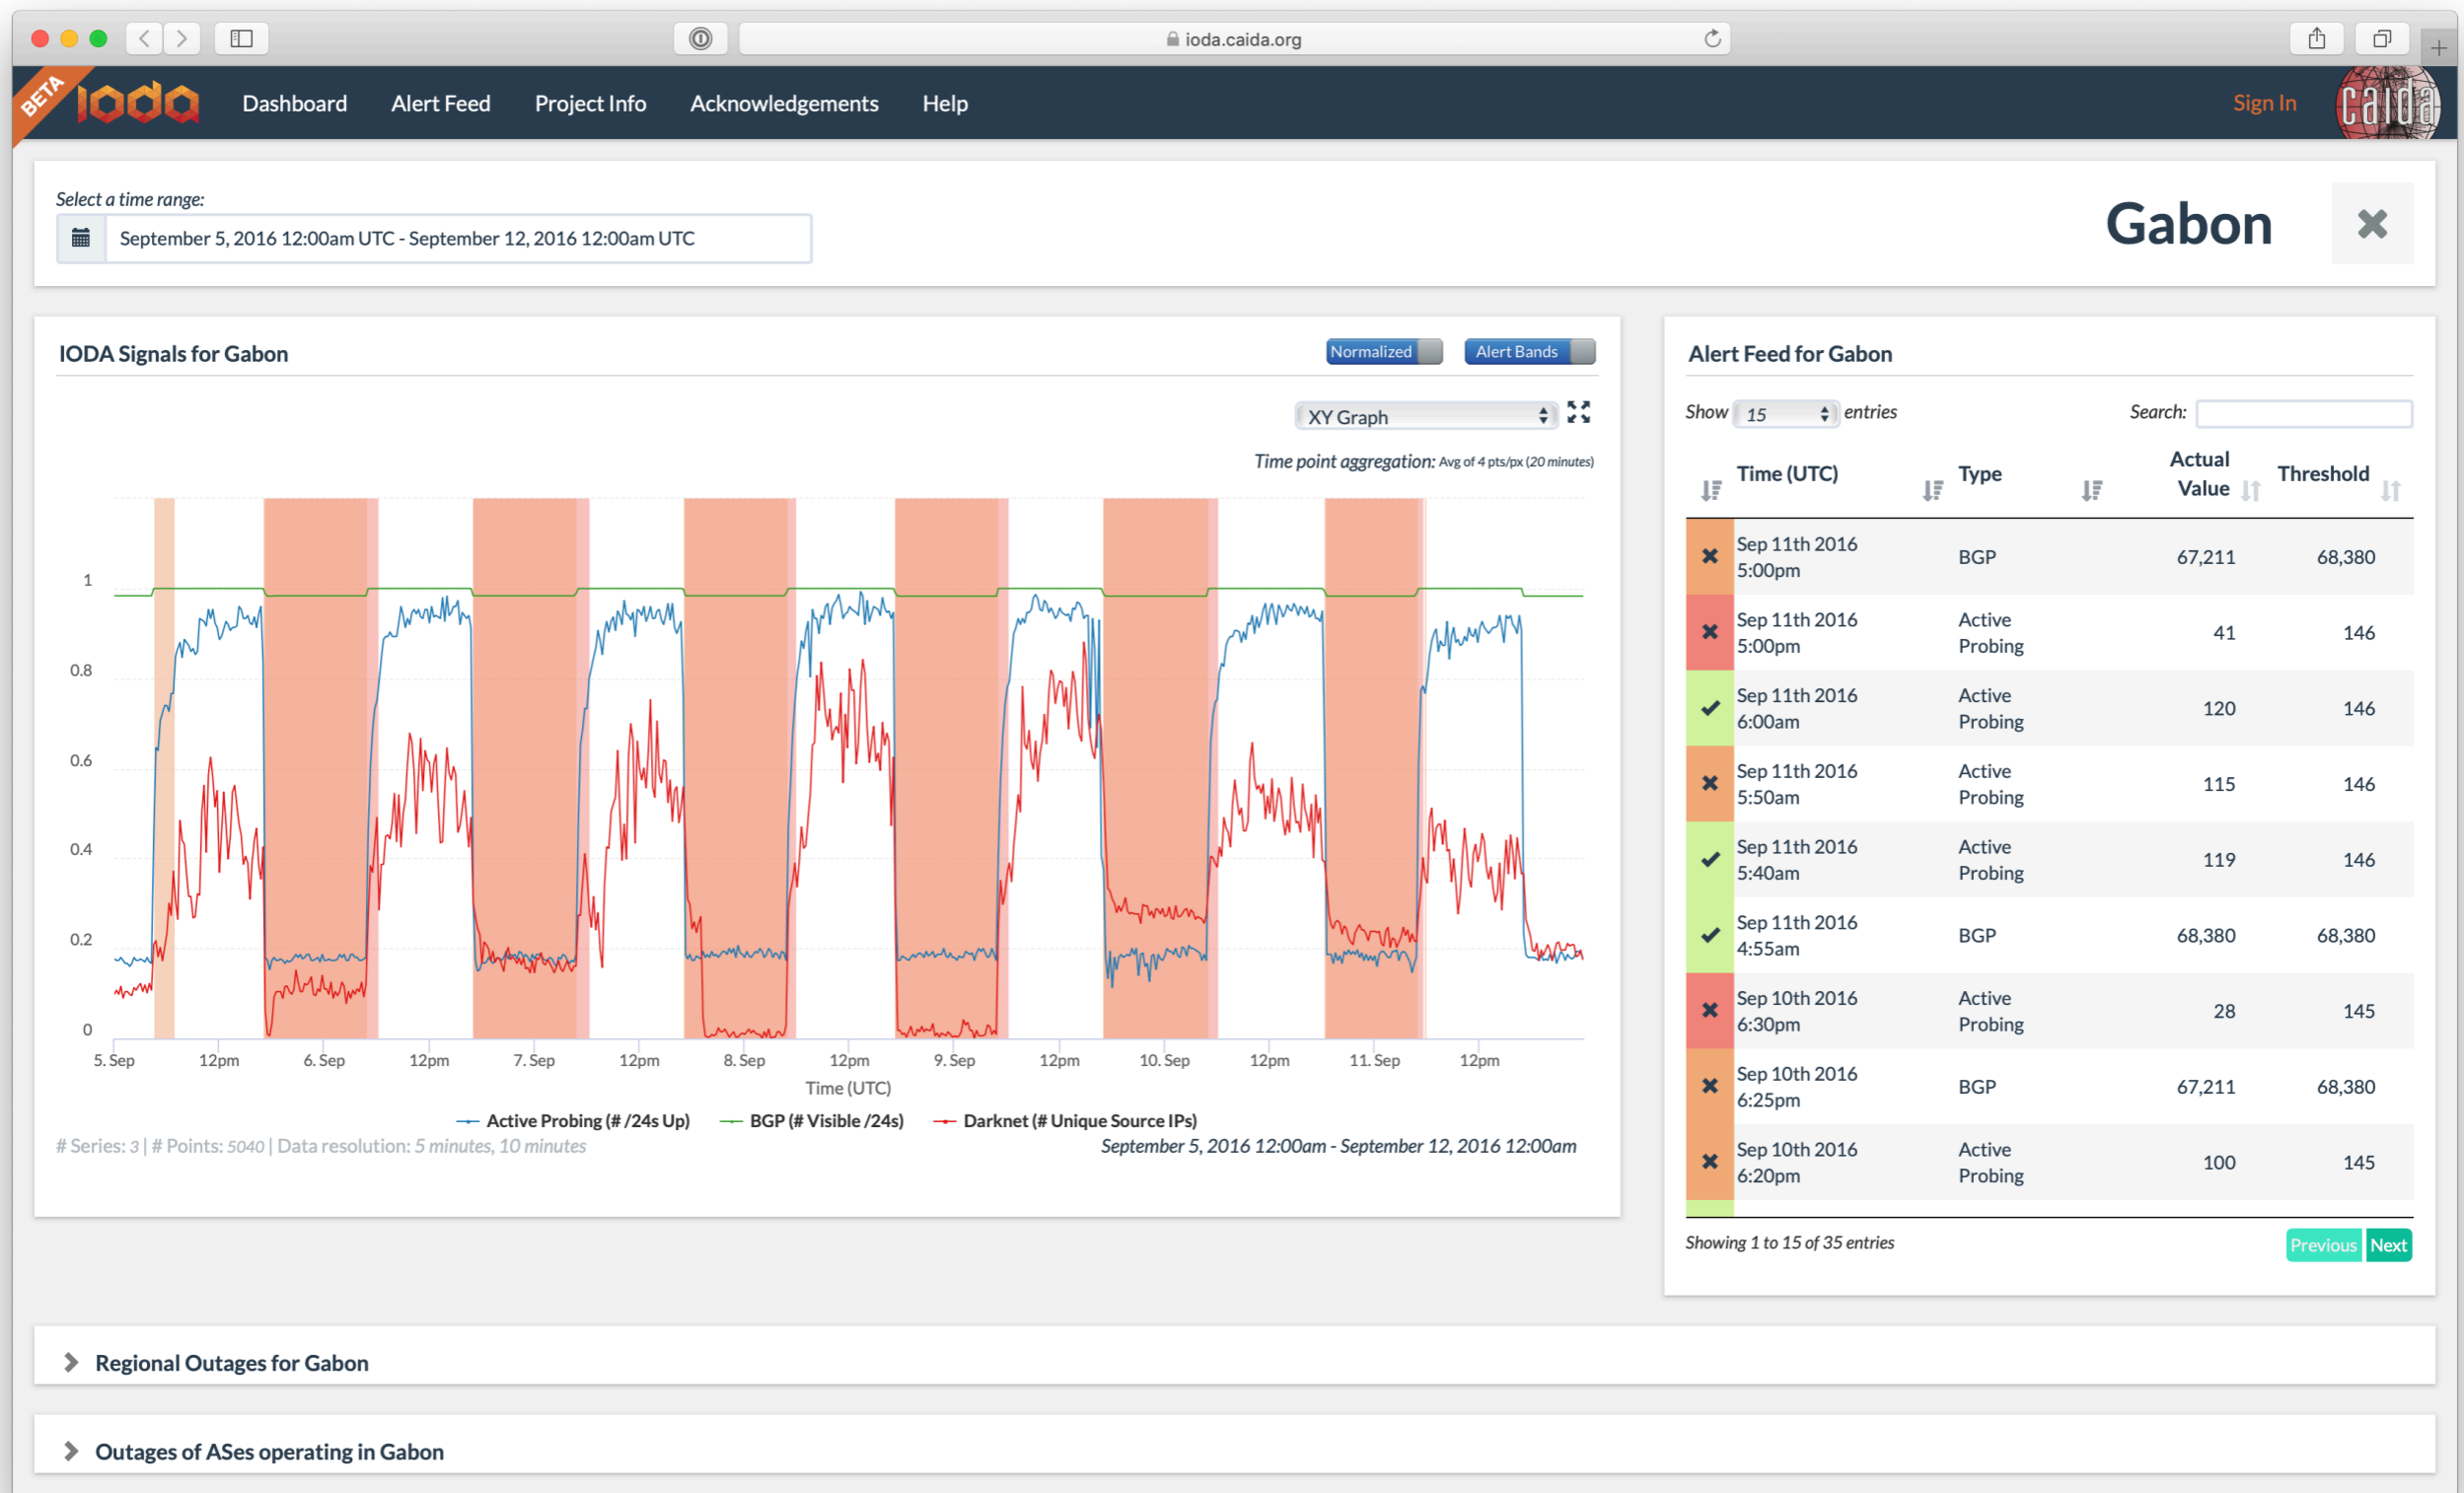 ioda.caida.org
BETA
ioda
Dashboard
Alert Feed
Project Info
Acknowledgements
Help
Sign In
caida
Select a time range:
September 5, 2016 12:00am UTC - September 12, 2016 12:00am UTC
Gabon
IODA Signals for Gabon
Normalized
Alert Bands
XY Graph
Time point aggregation: Avg of 4 pts/px (20 minutes)
1
0.8
0.6
0.4
0.2
0
5. Sep
12pm
6. Sep
12pm
7. Sep
12pm
8. Sep
12pm
9. Sep
12pm
10. Sep
12pm
11. Sep
12pm
Time (UTC)
Active Probing (# /24s Up)
BGP (# Visible /24s)
Darknet (# Unique Source IPs)
# Series: 3 | # Points: 5040 | Data resolution: 5 minutes, 10 minutes
September 5, 2016 12:00am - September 12, 2016 12:00am
Alert Feed for Gabon
Show 15 entries
Search:
Time (UTC)
Type
Actual
Value
Threshold
Sep 11th 2016
5:00pm
BGP
67,211
68,380
Sep 11th 2016
5:00pm
Active
Probing
41
146
Sep 11th 2016
6:00am
Active
Probing
120
146
Sep 11th 2016
5:50am
Active
Probing
115
146
Sep 11th 2016
5:40am
Active
Probing
119
146
Sep 11th 2016
4:55am
BGP
68,380
68,380
Sep 10th 2016
6:30pm
Active
Probing
28
145
Sep 10th 2016
6:25pm
BGP
67,211
68,380
Sep 10th 2016
6:20pm
Active
Probing
100
145
Showing 1 to 15 of 35 entries
Previous
Next
Regional Outages for Gabon
Outages of ASes operating in Gabon